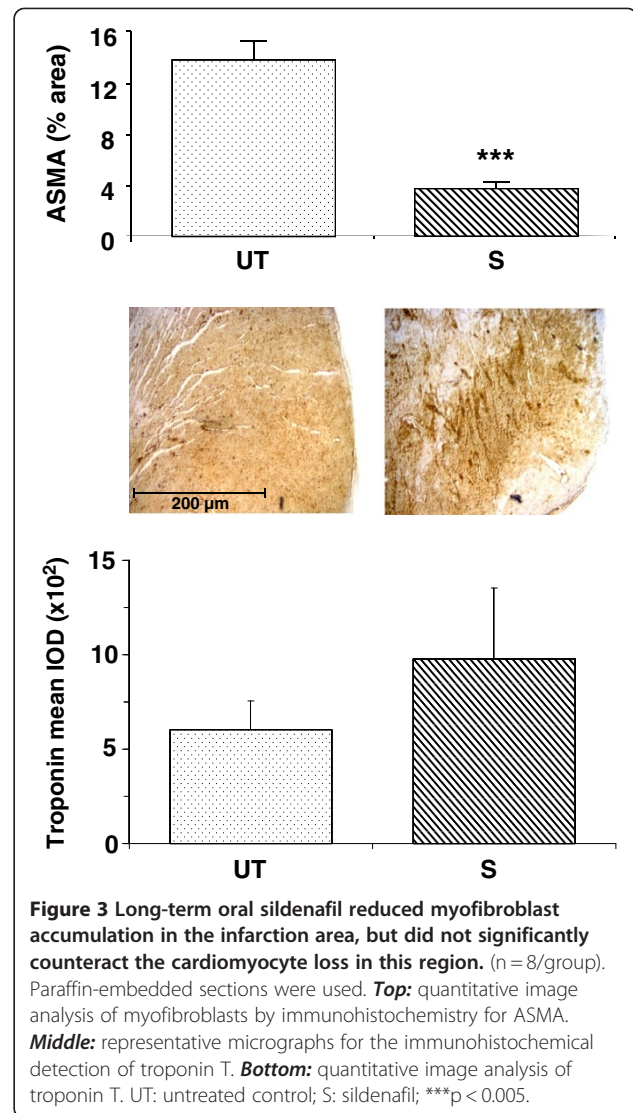 16
12
8
4
0
ASMA (% area)
***
UT S
200 µm
15
10
5
0
Troponin mean IOD (x10²)
UT S
Figure 3 Long-term oral sildenafil reduced myofibroblast
accumulation in the infarction area, but did not significantly
counteract the cardiomyocyte loss in this region. (n = 8/group).
Paraffin-embedded sections were used. Top: quantitative image
analysis of myofibroblasts by immunohistochemistry for ASMA.
Middle: representative micrographs for the immunohistochemical
detection of troponin T. Bottom: quantitative image analysis of
troponin T. UT: untreated control; S: sildenafil; ***p < 0.005.